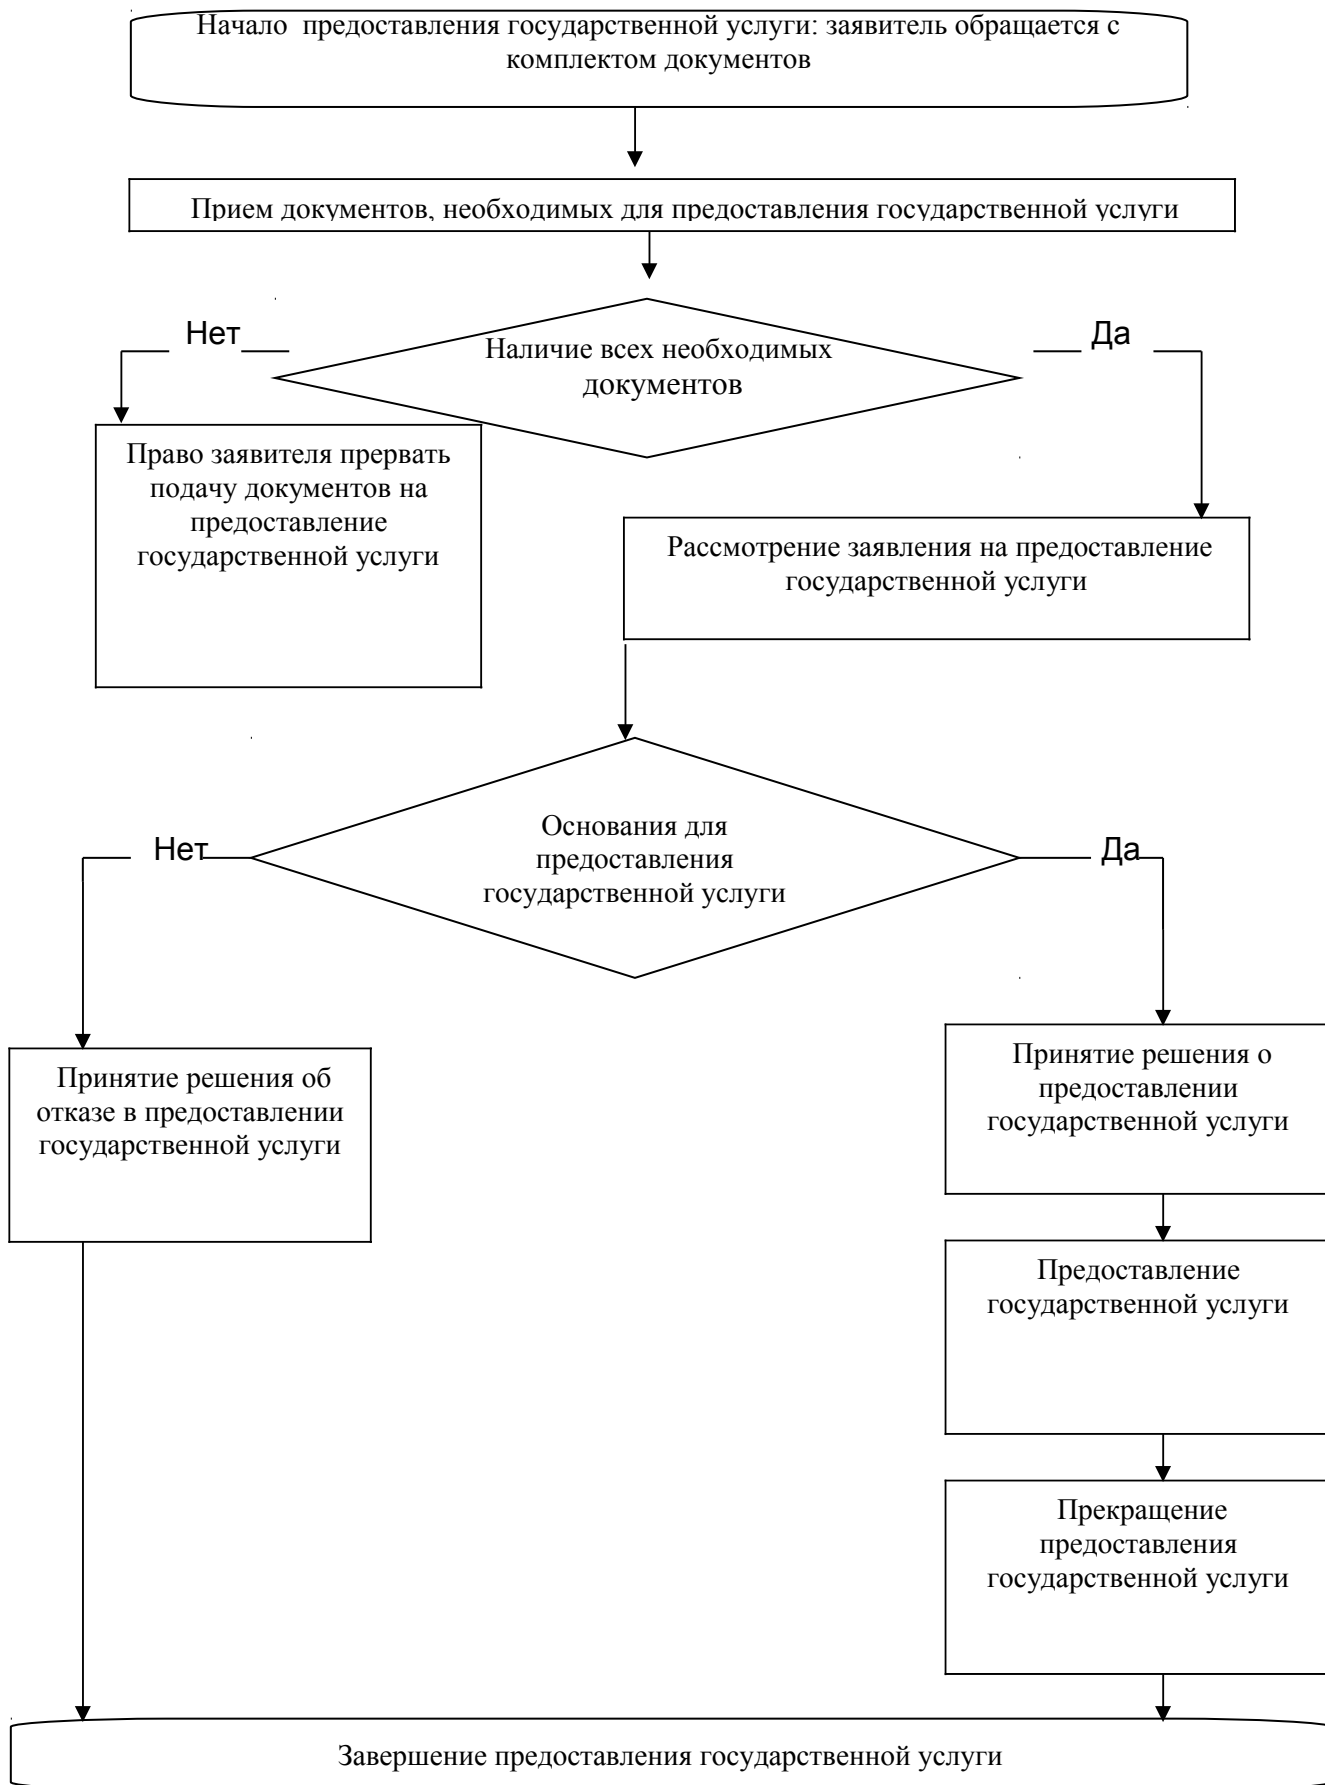 Начало предоставления государственной услуги: заявитель обращается с
комплектом документов
Прием документов, необходимых для предоставления государственной услуги
Нет
Да
Наличие всех необходимых
документов
Право заявителя прервать
подачу документов на
предоставление
государственной услуги
Рассмотрение заявления на предоставление
государственной услуги
Основания для
предоставления
государственной услуги
Нет
Да
Принятие решения об
отказе в предоставлении
государственной услуги
Принятие решения о
предоставлении
государственной услуги
Предоставление
государственной услуги
Прекращение
предоставления
государственной услуги
Завершение предоставления государственной услуги